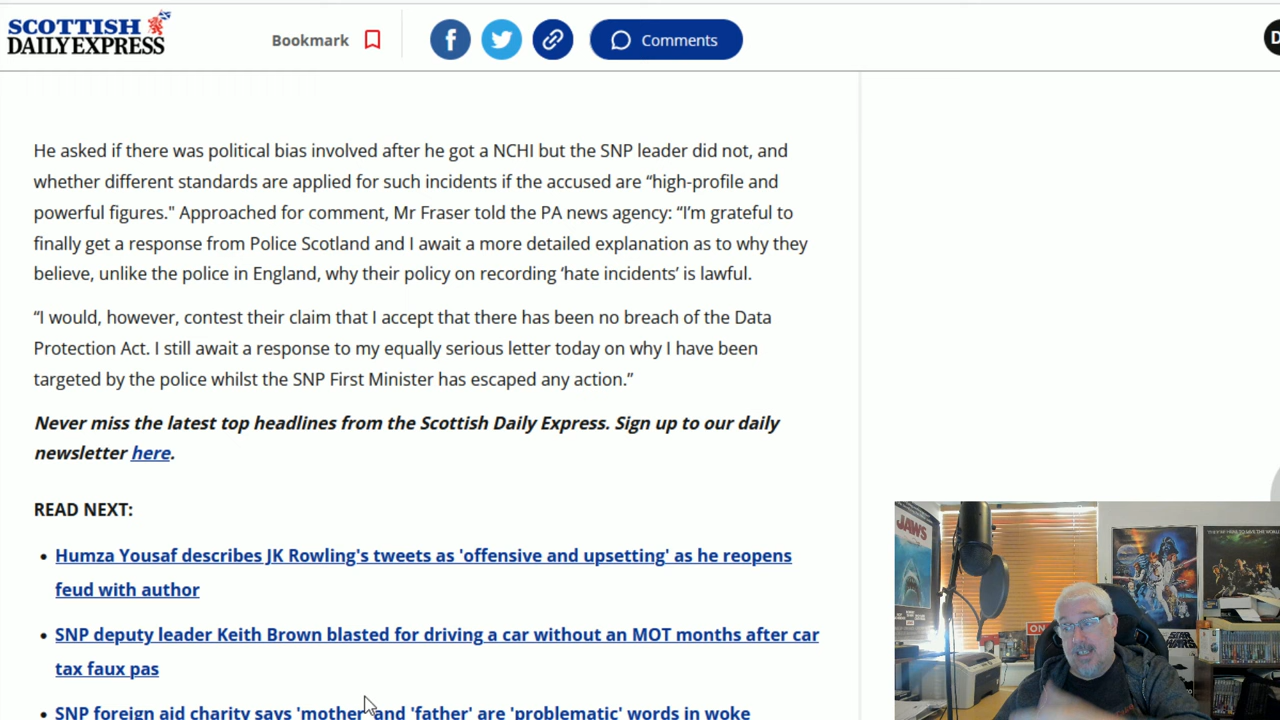 SCOTTISH
DAILY EXPRESS
Bookmark
Comments
D
He asked if there was political bias involved after he got a NCHI but the SNP leader did not, and
whether different standards are applied for such incidents if the accused are “high-profile and
powerful figures." Approached for comment, Mr Fraser told the PA news agency: “I’m grateful to
finally get a response from Police Scotland and I await a more detailed explanation as to why they
believe, unlike the police in England, why their policy on recording ‘hate incidents’ is lawful.
“I would, however, contest their claim that I accept that there has been no breach of the Data
Protection Act. I still await a response to my equally serious letter today on why I have been
targeted by the police whilst the SNP First Minister has escaped any action.”
Never miss the latest top headlines from the Scottish Daily Express. Sign up to our daily
newsletter here.
READ NEXT:
Humza Yousaf describes JK Rowling's tweets as 'offensive and upsetting' as he reopens
feud with author
SNP deputy leader Keith Brown blasted for driving a car without an MOT months after car
tax faux pas
SNP foreign aid charity says 'mother' and 'father' are 'problematic' words in woke
JAWS
ON
STAR
WARS